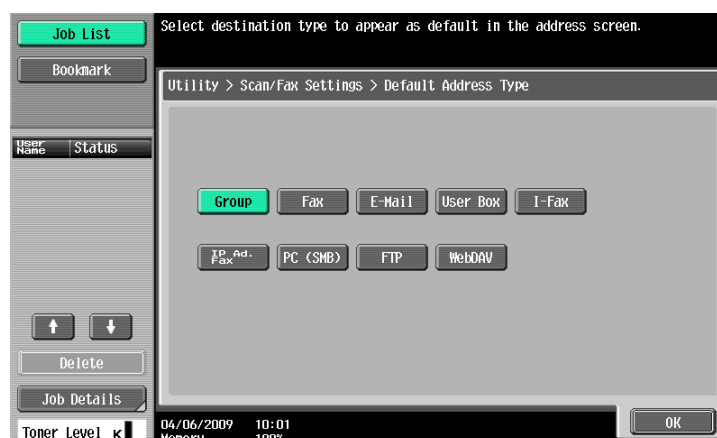 Job List
Bookmark
User Name Status
Delete
Job Details
Toner Level K
Select destination type to appear as default in the address screen.
Utility > Scan/Fax Settings > Default Address Type
Group Fax E-Mail User Box I-Fax
IP Ad. Fax PC (SMB) FTP WebDAV
04/06/2009 10:01
Memory 100%
OK